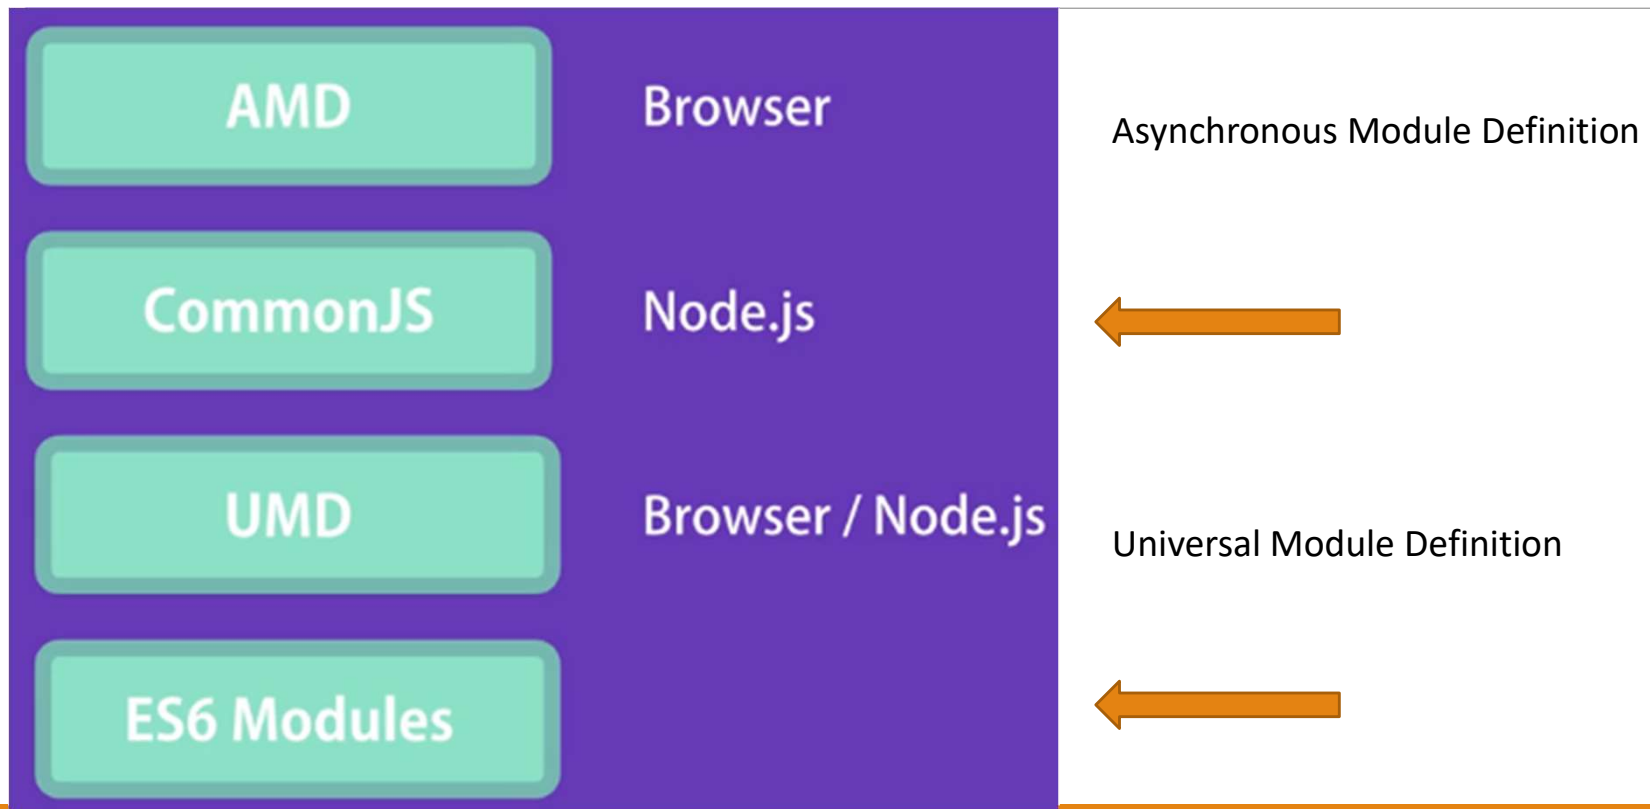 AMD
Browser
Asynchronous Module Definition
CommonJS
Node.js
UMD
Browser / Node.js
Universal Module Definition
ES6 Modules